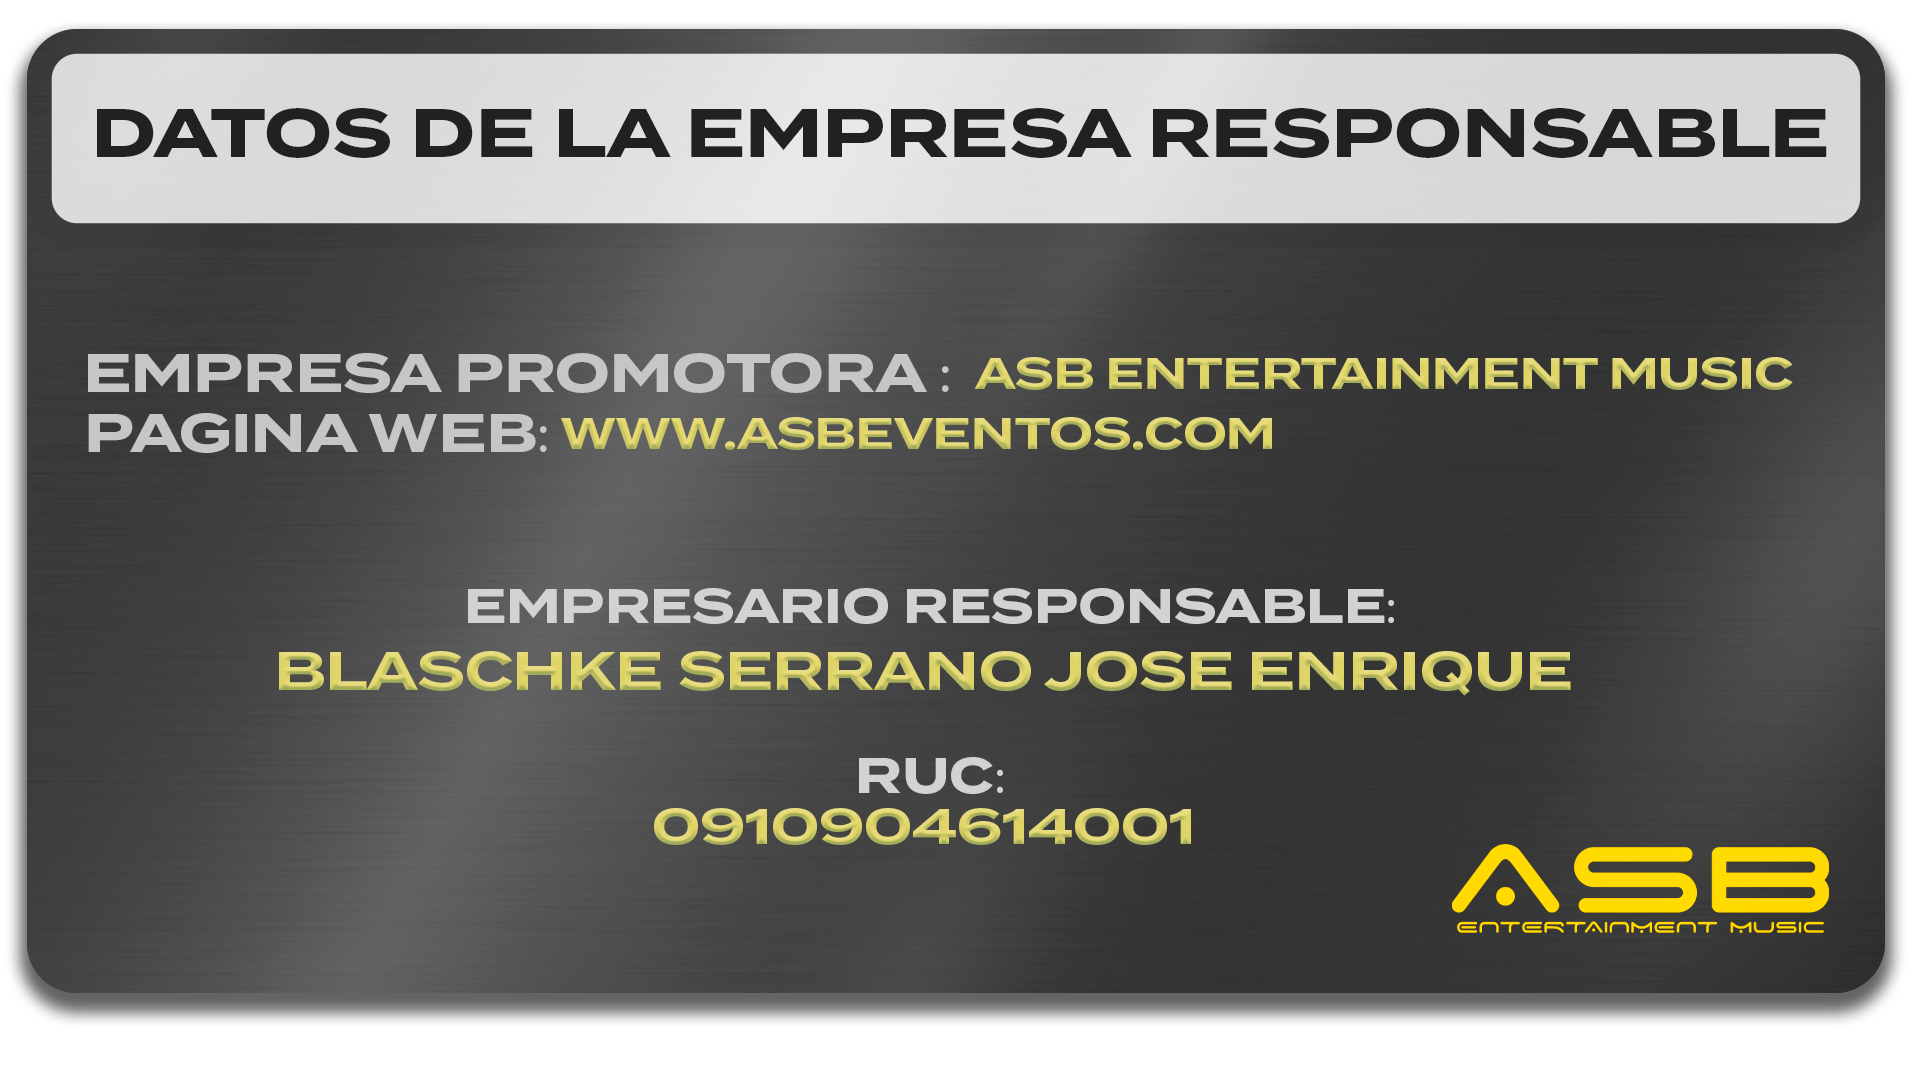 DATOS DE LA EMPRESA RESPONSABLE
EMPRESA PROMOTORA : ASB ENTERTAINMENT MUSIC
PAGINA WEB: WWW.ASBEVENTOS.COM
EMPRESARIO RESPONSABLE:
BLASCHKE SERRANO JOSE ENRIQUE
RUC:
0910904614001
ASB
ENTERTAINMENT MUSIC